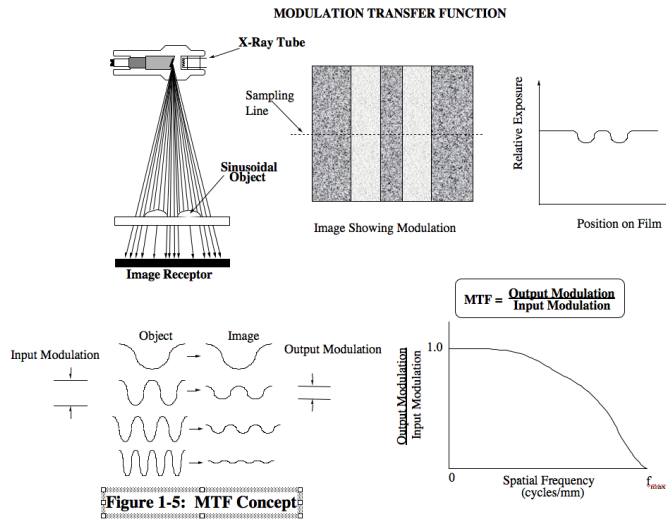 MODULATION TRANSFER FUNCTION
X-Ray Tube
Sampling
Line
Sinusoidal
Object
Image Receptor
Image Showing Modulation
Relative Exposure
Position on Film
MTF = Output Modulation
Input Modulation
Object
Image
Input Modulation
Output Modulation
Output Modulation
Input Modulation
1.0
0
Spatial Frequency
(cycles/mm)
fmax
Figure 1-5: MTF Concept